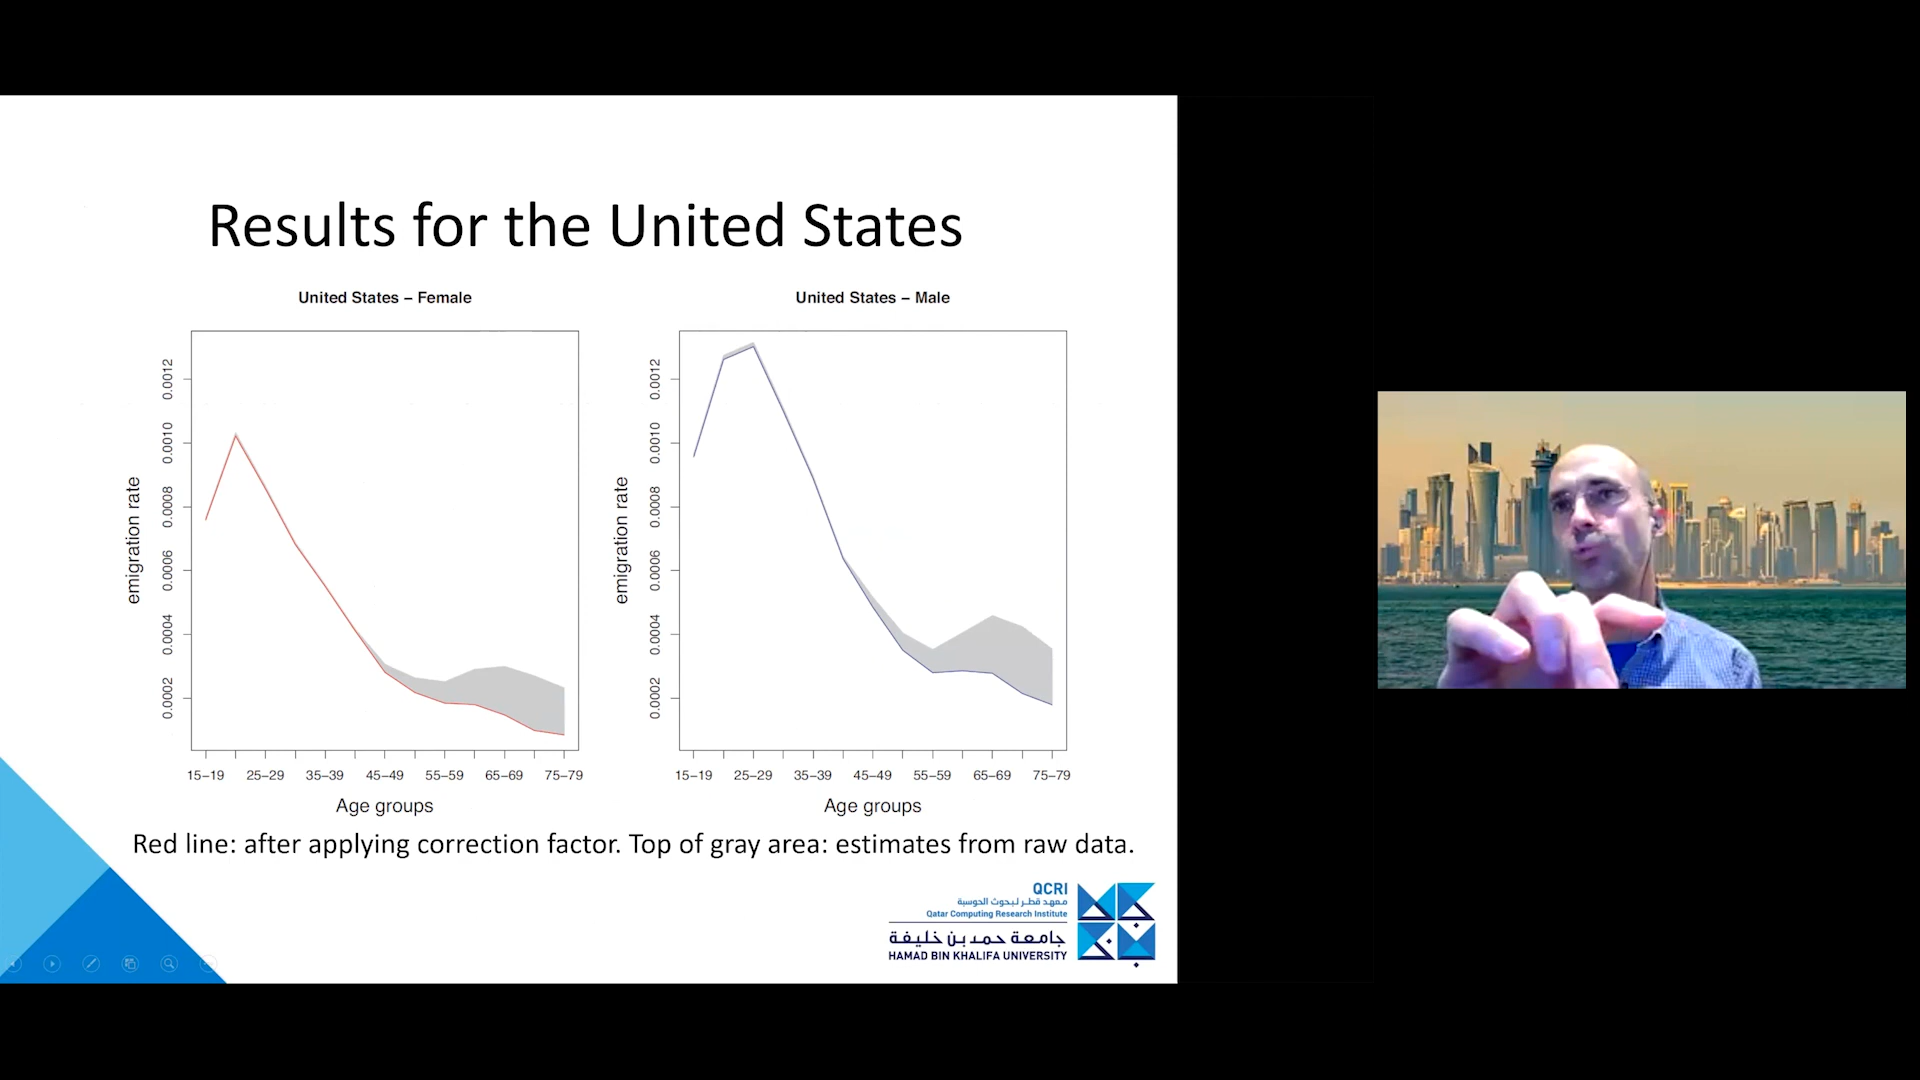 Results for the United States
United States – Female
emigration rate
0.0002 0.0004 0.0006 0.0008 0.0010 0.0012
15–19 25–29 35–39 45–49 55–59 65–69 75–79
Age groups
United States – Male
emigration rate
0.0002 0.0004 0.0006 0.0008 0.0010 0.0012
15–19 25–29 35–39 45–49 55–59 65–69 75–79
Age groups
Red line: after applying correction factor. Top of gray area: estimates from raw data.
QCRI
معهد قطر لبحوث الحوسبة
Qatar Computing Research Institute
جامعة حمد بن خليفة
HAMAD BIN KHALIFA UNIVERSITY